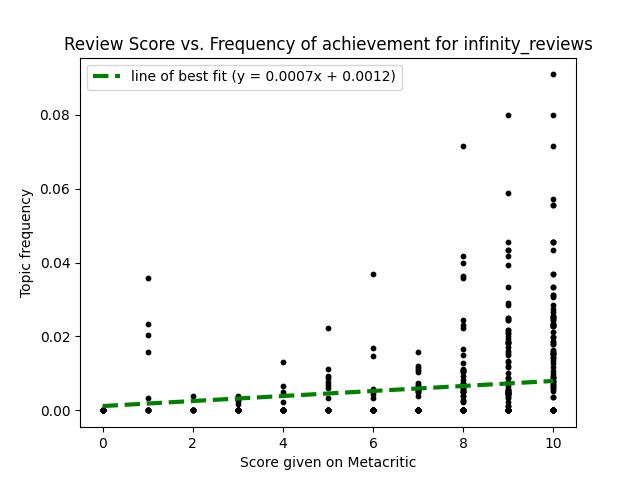 Review Score vs. Frequency of achievement for infinity_reviews
line of best fit (y = 0.0007x + 0.0012)
Topic frequency
0.08
0.06
0.04
0.02
0.00
0 2 4 6 8 10
Score given on Metacritic